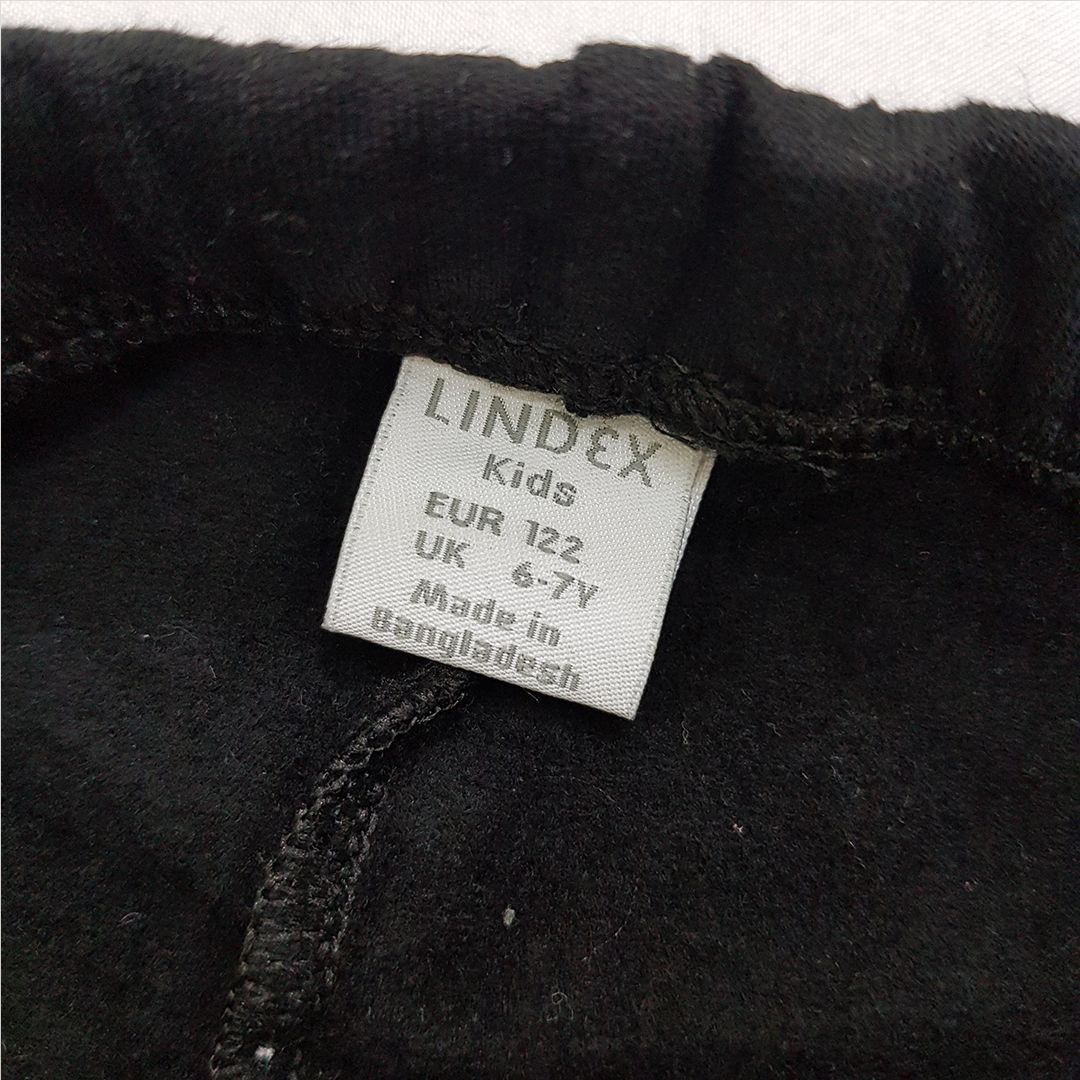 LINDEX
Kids
EUR 122
UK 6-7Y
Made in
Bangladesh